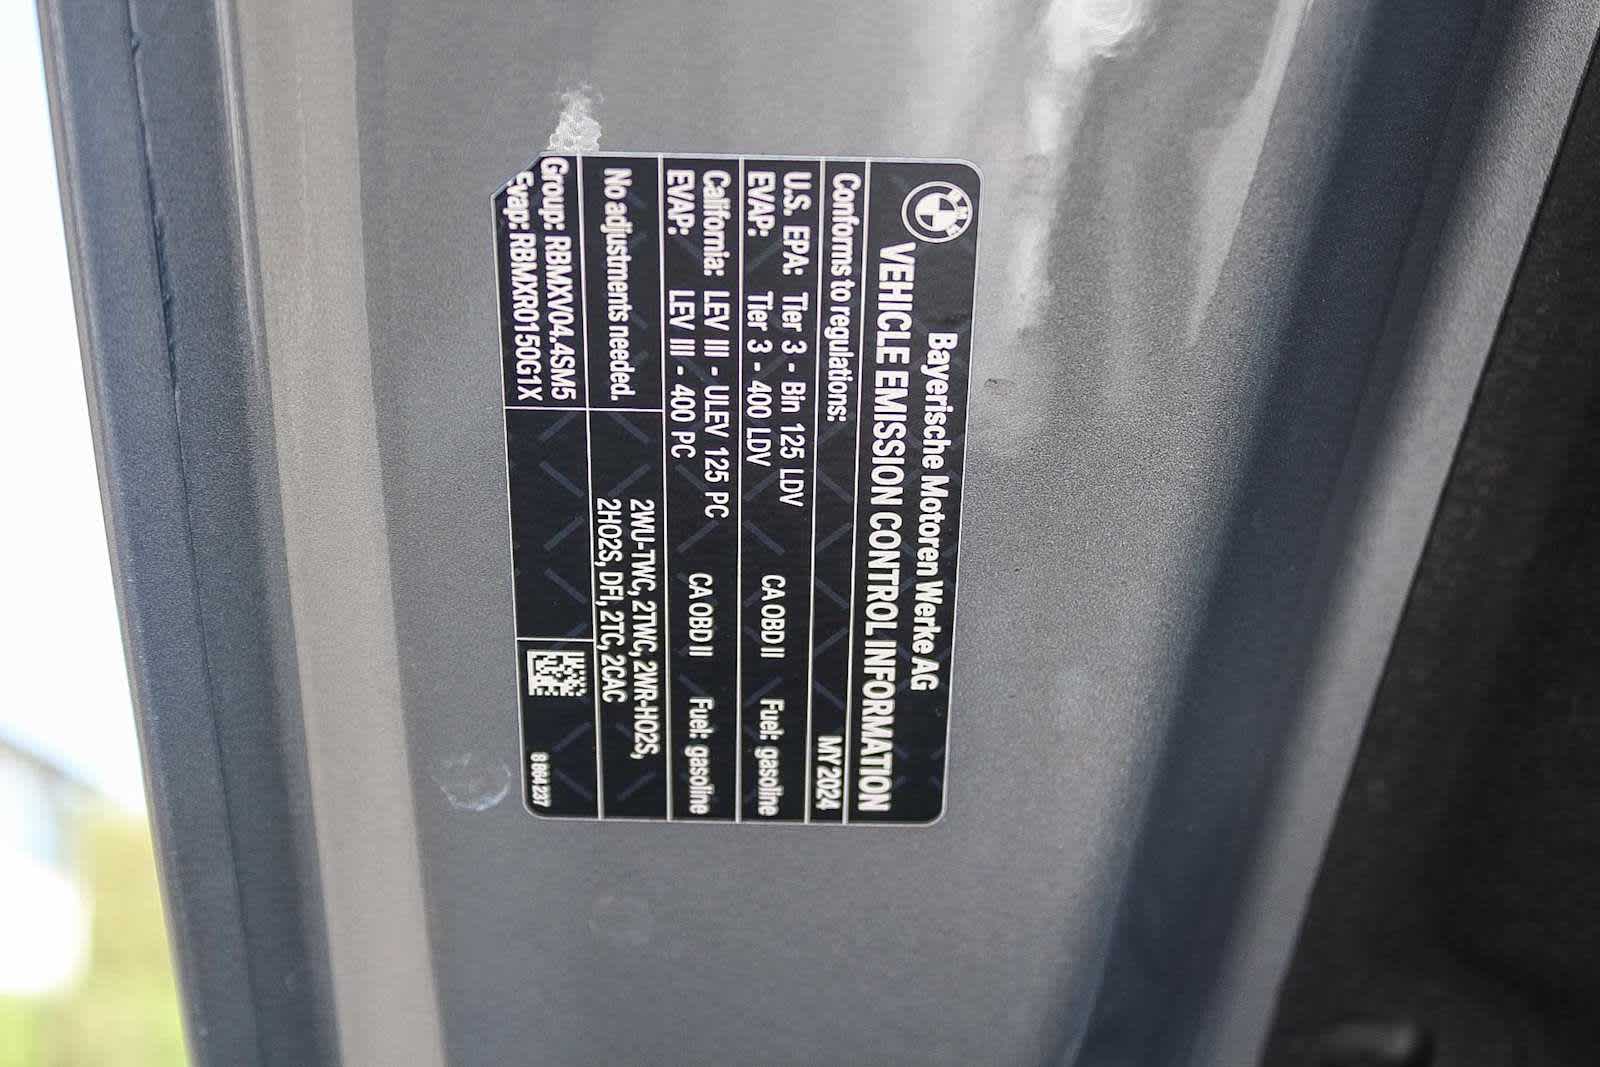 BMW
Bayerische Motoren Werke AG
VEHICLE EMISSION CONTROL INFORMATION
Conforms to regulations: MY 2024
U.S. EPA: Tier 3 - Bin 125 LDV CA OBD II Fuel: gasoline
EVAP: Tier 3 - 400 LDV
California: LEV III - ULEV 125 PC CA OBD II Fuel: gasoline
EVAP: LEV III - 400 PC
No adjustments needed.
2WU-TWC, 2TWC, 2WR-HO2S,
2HO2S, DFI, 2TC, 2CAC
Group: RBMXV04.4SM5
Evap: RBMXR0150G1X
8 864 237